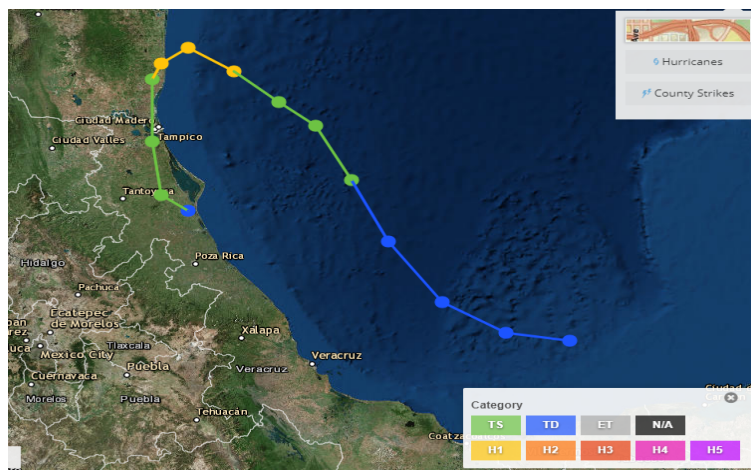 Ave
Hurricanes
County Strikes
Ciudad Madero
Tampico
Ciudad Valles
Tantoyuca
Poza Rica
Hidalgo
Pachuca
Ecatepec
de Morelos
Tlaxcala
Mexico City
Puebla
Cuernavaca
Morelos
Puebla
Xalapa
Veracruz
Veracruz
Tehuacán
Category
TS
TD
ET
N/A
H1
H2
H3
H4
H5